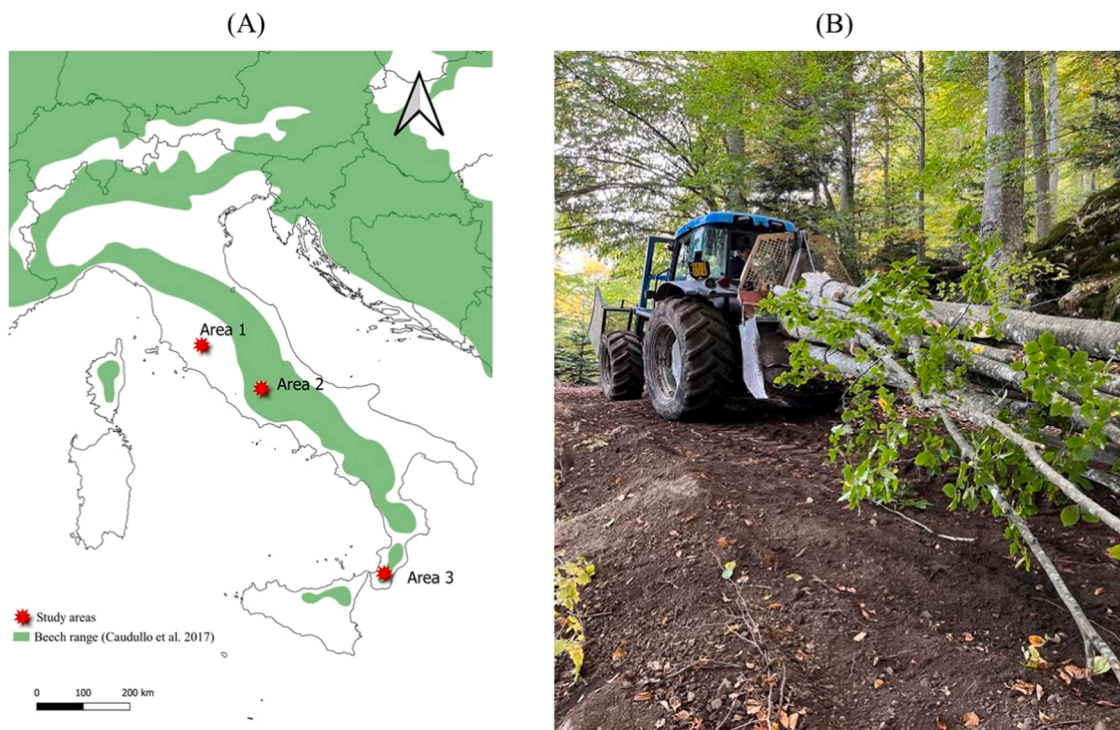 (A)
(B)
Area 1
Area 2
Area 3
Study areas
Beech range (Caudullo et al. 2017)
0 100 200 km